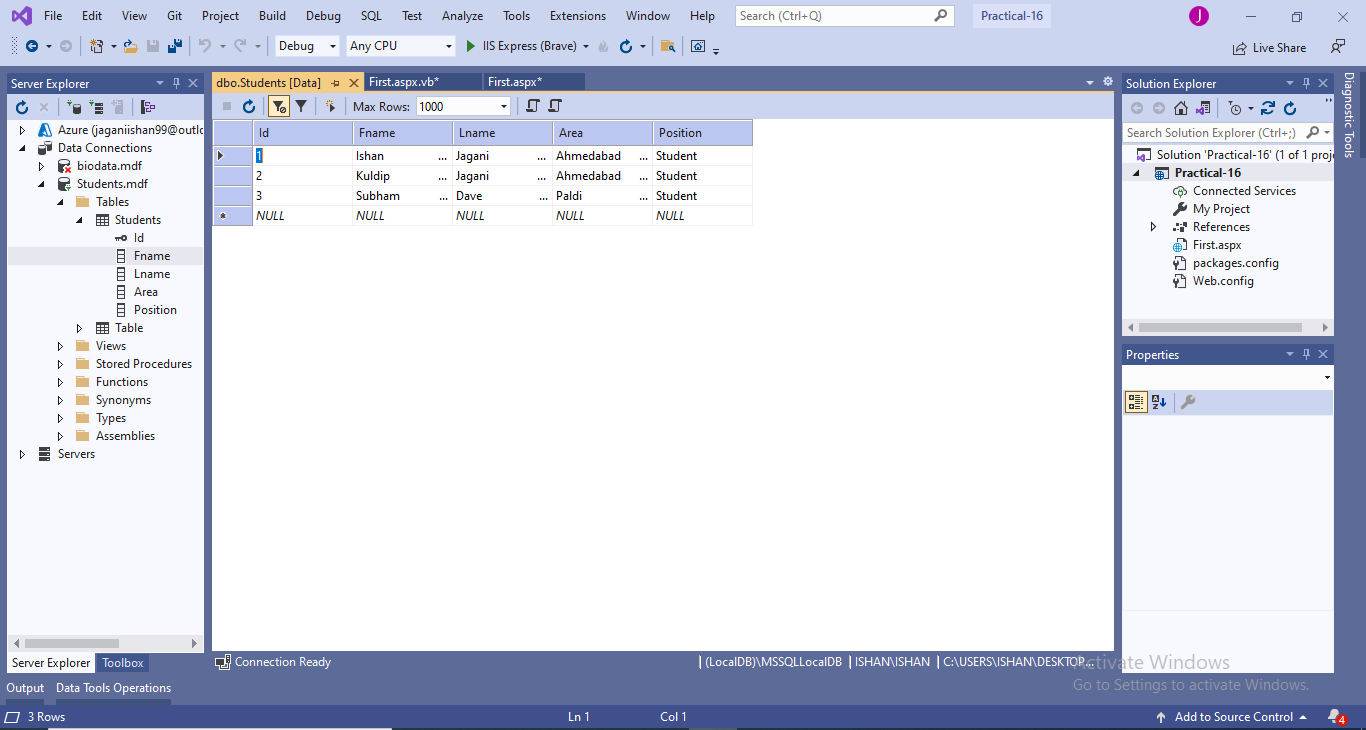 File Edit View Git Project Build Debug SQL Test Analyze Tools Extensions Window Help Search (Ctrl+Q) Practical-16 J
Debug Any CPU IIS Express (Brave) Live Share
Server Explorer
Azure (jaganiishan99@outlo
Data Connections
biodata.mdf
Students.mdf
Tables
Students
Id
Fname
Lname
Area
Position
Table
Views
Stored Procedures
Functions
Synonyms
Types
Assemblies
Servers
Server Explorer Toolbox
dbo.Students [Data] First.aspx.vb* First.aspx*
Max Rows: 1000
Id Fname Lname Area Position
1 Ishan ... Jagani ... Ahmedabad ... Student
2 Kuldip ... Jagani ... Ahmedabad ... Student
3 Subham ... Dave ... Paldi ... Student
NULL NULL NULL NULL NULL
Connection Ready | (LocalDB)\MSSQLLocalDB | ISHAN\ISHAN | C:\USERS\ISHAN\DESKTOP...
Solution Explorer
Search Solution Explorer (Ctrl+;)
Solution 'Practical-16' (1 of 1 proje
Practical-16
Connected Services
My Project
References
First.aspx
packages.config
Web.config
Properties
Diagnostic Tools
Activate Windows
Go to Settings to activate Windows.
Output Data Tools Operations
3 Rows Ln 1 Col 1 Add to Source Control 4